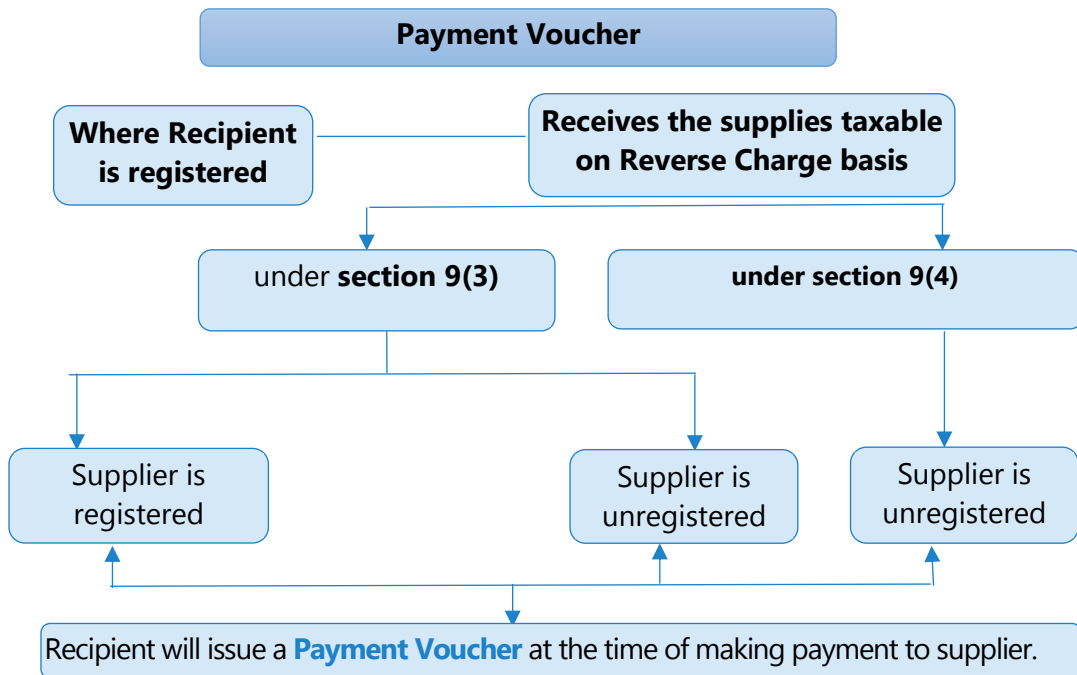 Payment Voucher
Where Recipient
is registered
Receives the supplies taxable
on Reverse Charge basis
under section 9(3)
under section 9(4)
Supplier is
registered
Supplier is
unregistered
Supplier is
unregistered
Recipient will issue a Payment Voucher at the time of making payment to supplier.